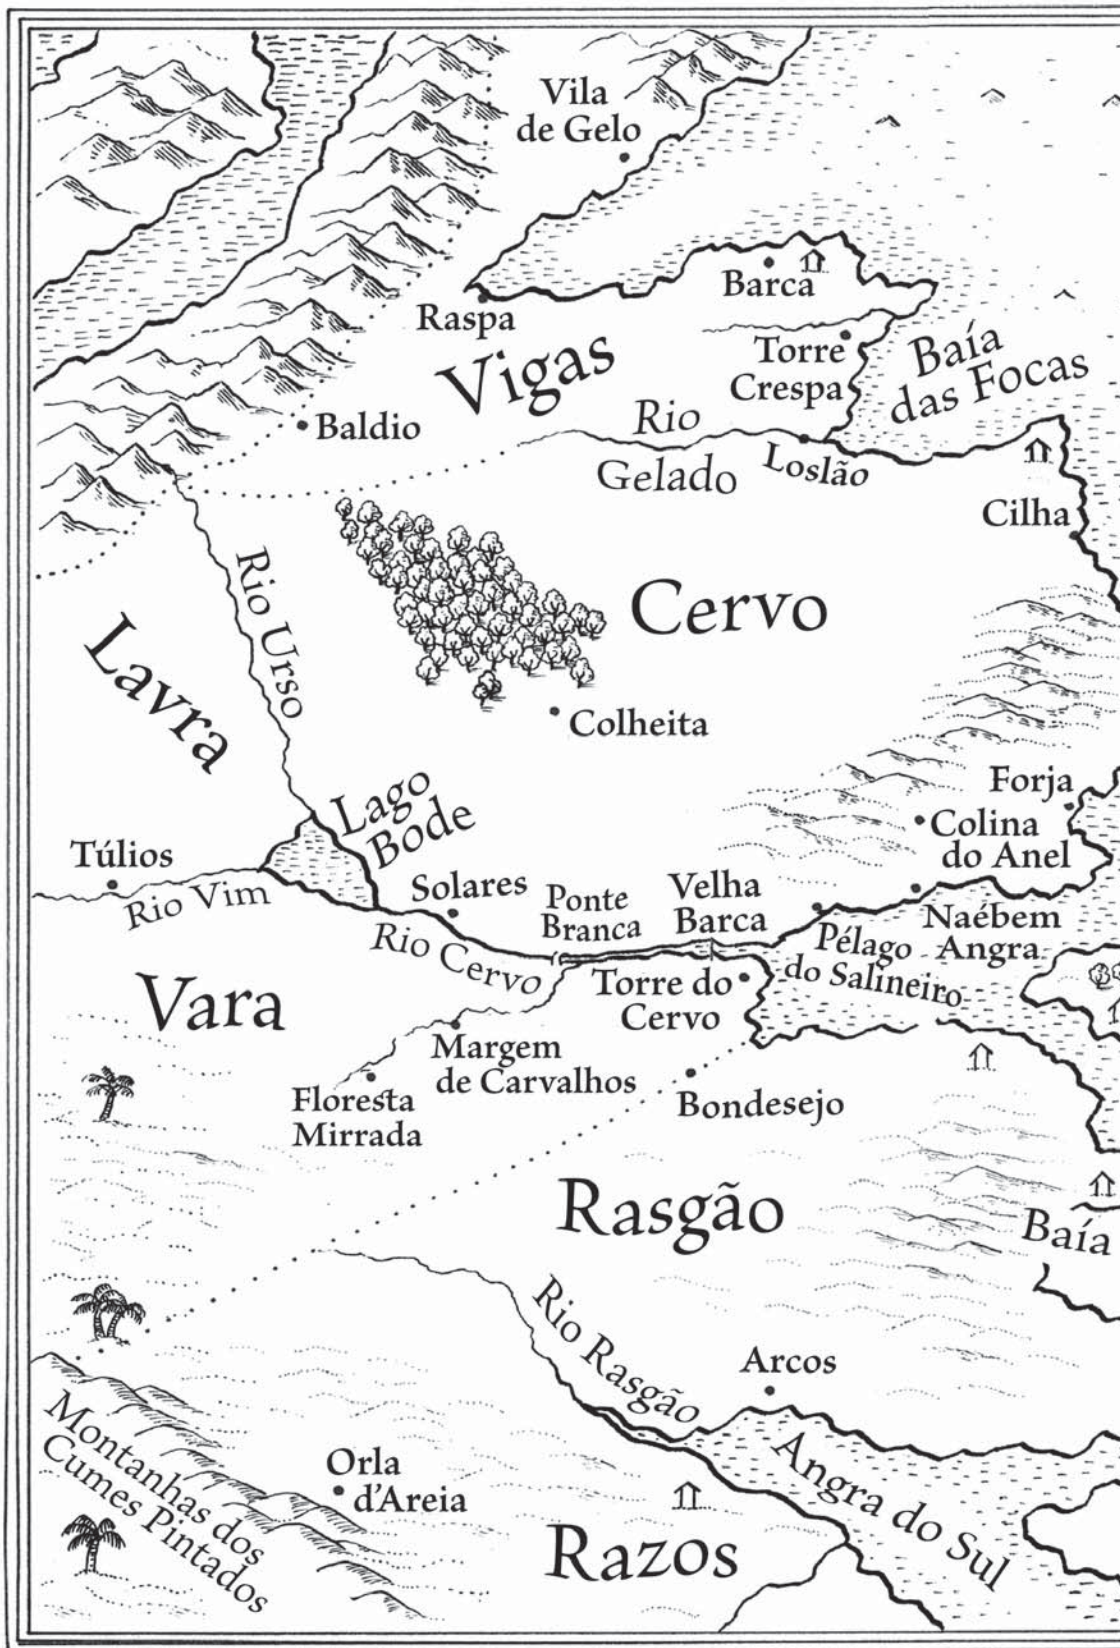 Vila
de Gelo
Barca
Raspa
Vigas
Torre
Crespa
Baía
das Focas
Baldio
Rio
Gelado
Loslão
Cilha
Rio Urso
Cervo
Lavra
Colheita
Lago
Bode
Forja
Colina
do Anel
Túlios
Rio Vim
Solares
Ponte
Branca
Velha
Barca
Naébem
Angra
Rio Cervo
Pélago
do Salineiro
Vara
Torre do
Cervo
Margem
de Carvalhos
Floresta
Mirrada
Bondesejo
Rasgão
Baía
Rio Rasgão
Arcos
Montanhas dos
Cumes Pintados
Orla
d'Areia
Angra do Sul
Razos